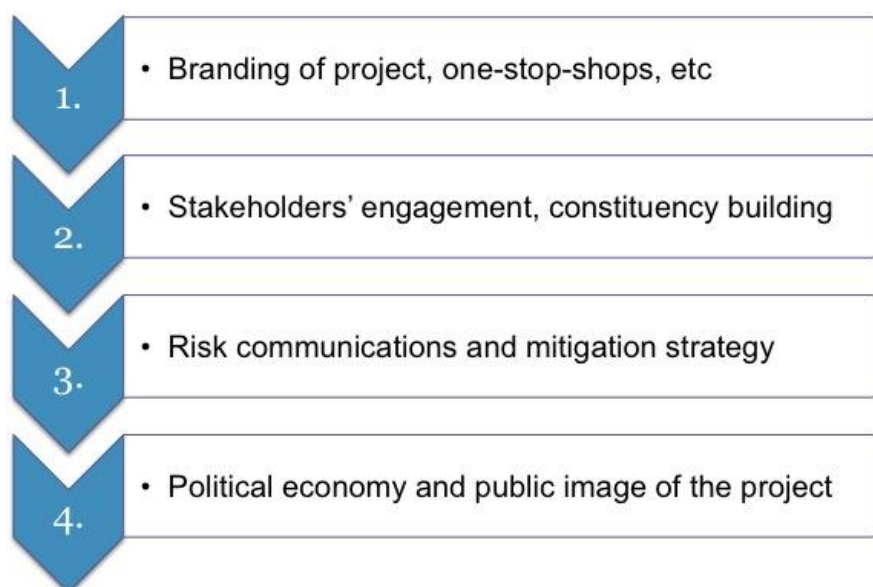 1.
• Branding of project, one-stop-shops, etc
2.
• Stakeholders’ engagement, constituency building
3.
• Risk communications and mitigation strategy
4.
• Political economy and public image of the project